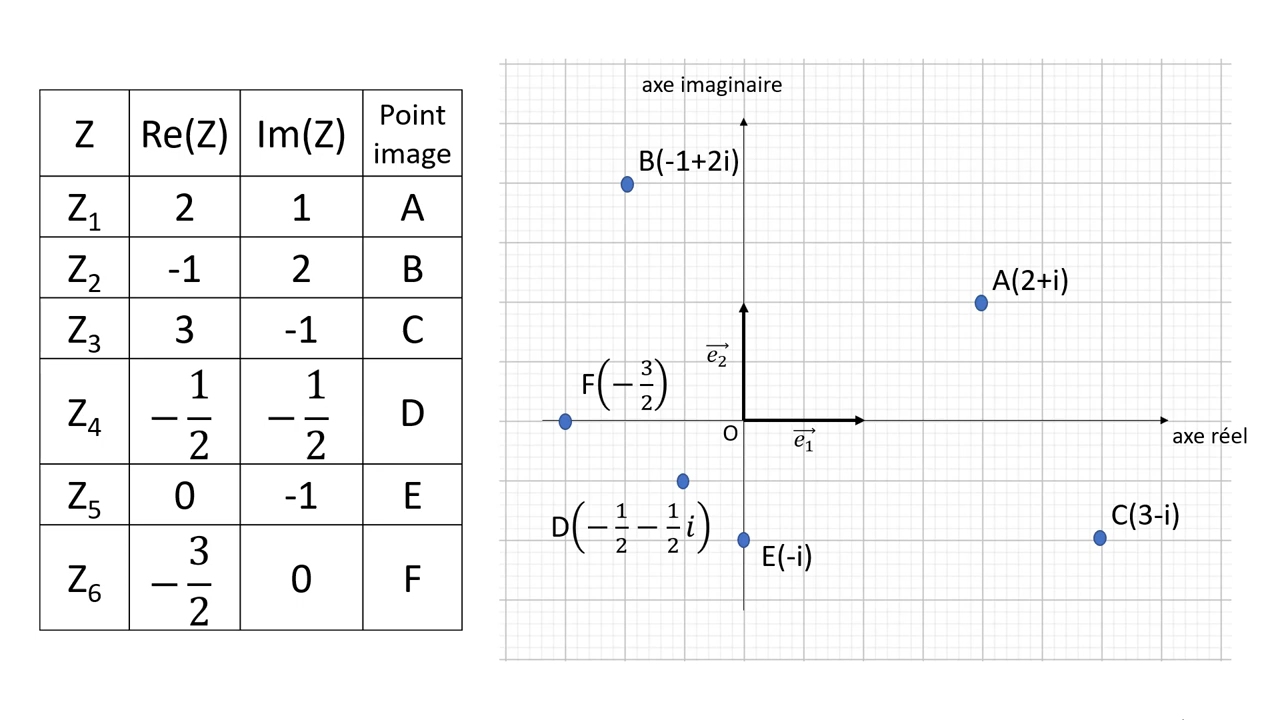 Z Re(Z) Im(Z) Point image
Z₁ 2 1 A
Z₂ -1 2 B
Z₃ 3 -1 C
Z₄ −1/2 −1/2 D
Z₅ 0 -1 E
Z₆ −3/2 0 F
axe imaginaire
B(-1+2i)
A(2+i)
e₂→
F(−3/2)
O
e₁→
axe réel
D(−1/2−1/2i)
C(3-i)
E(-i)